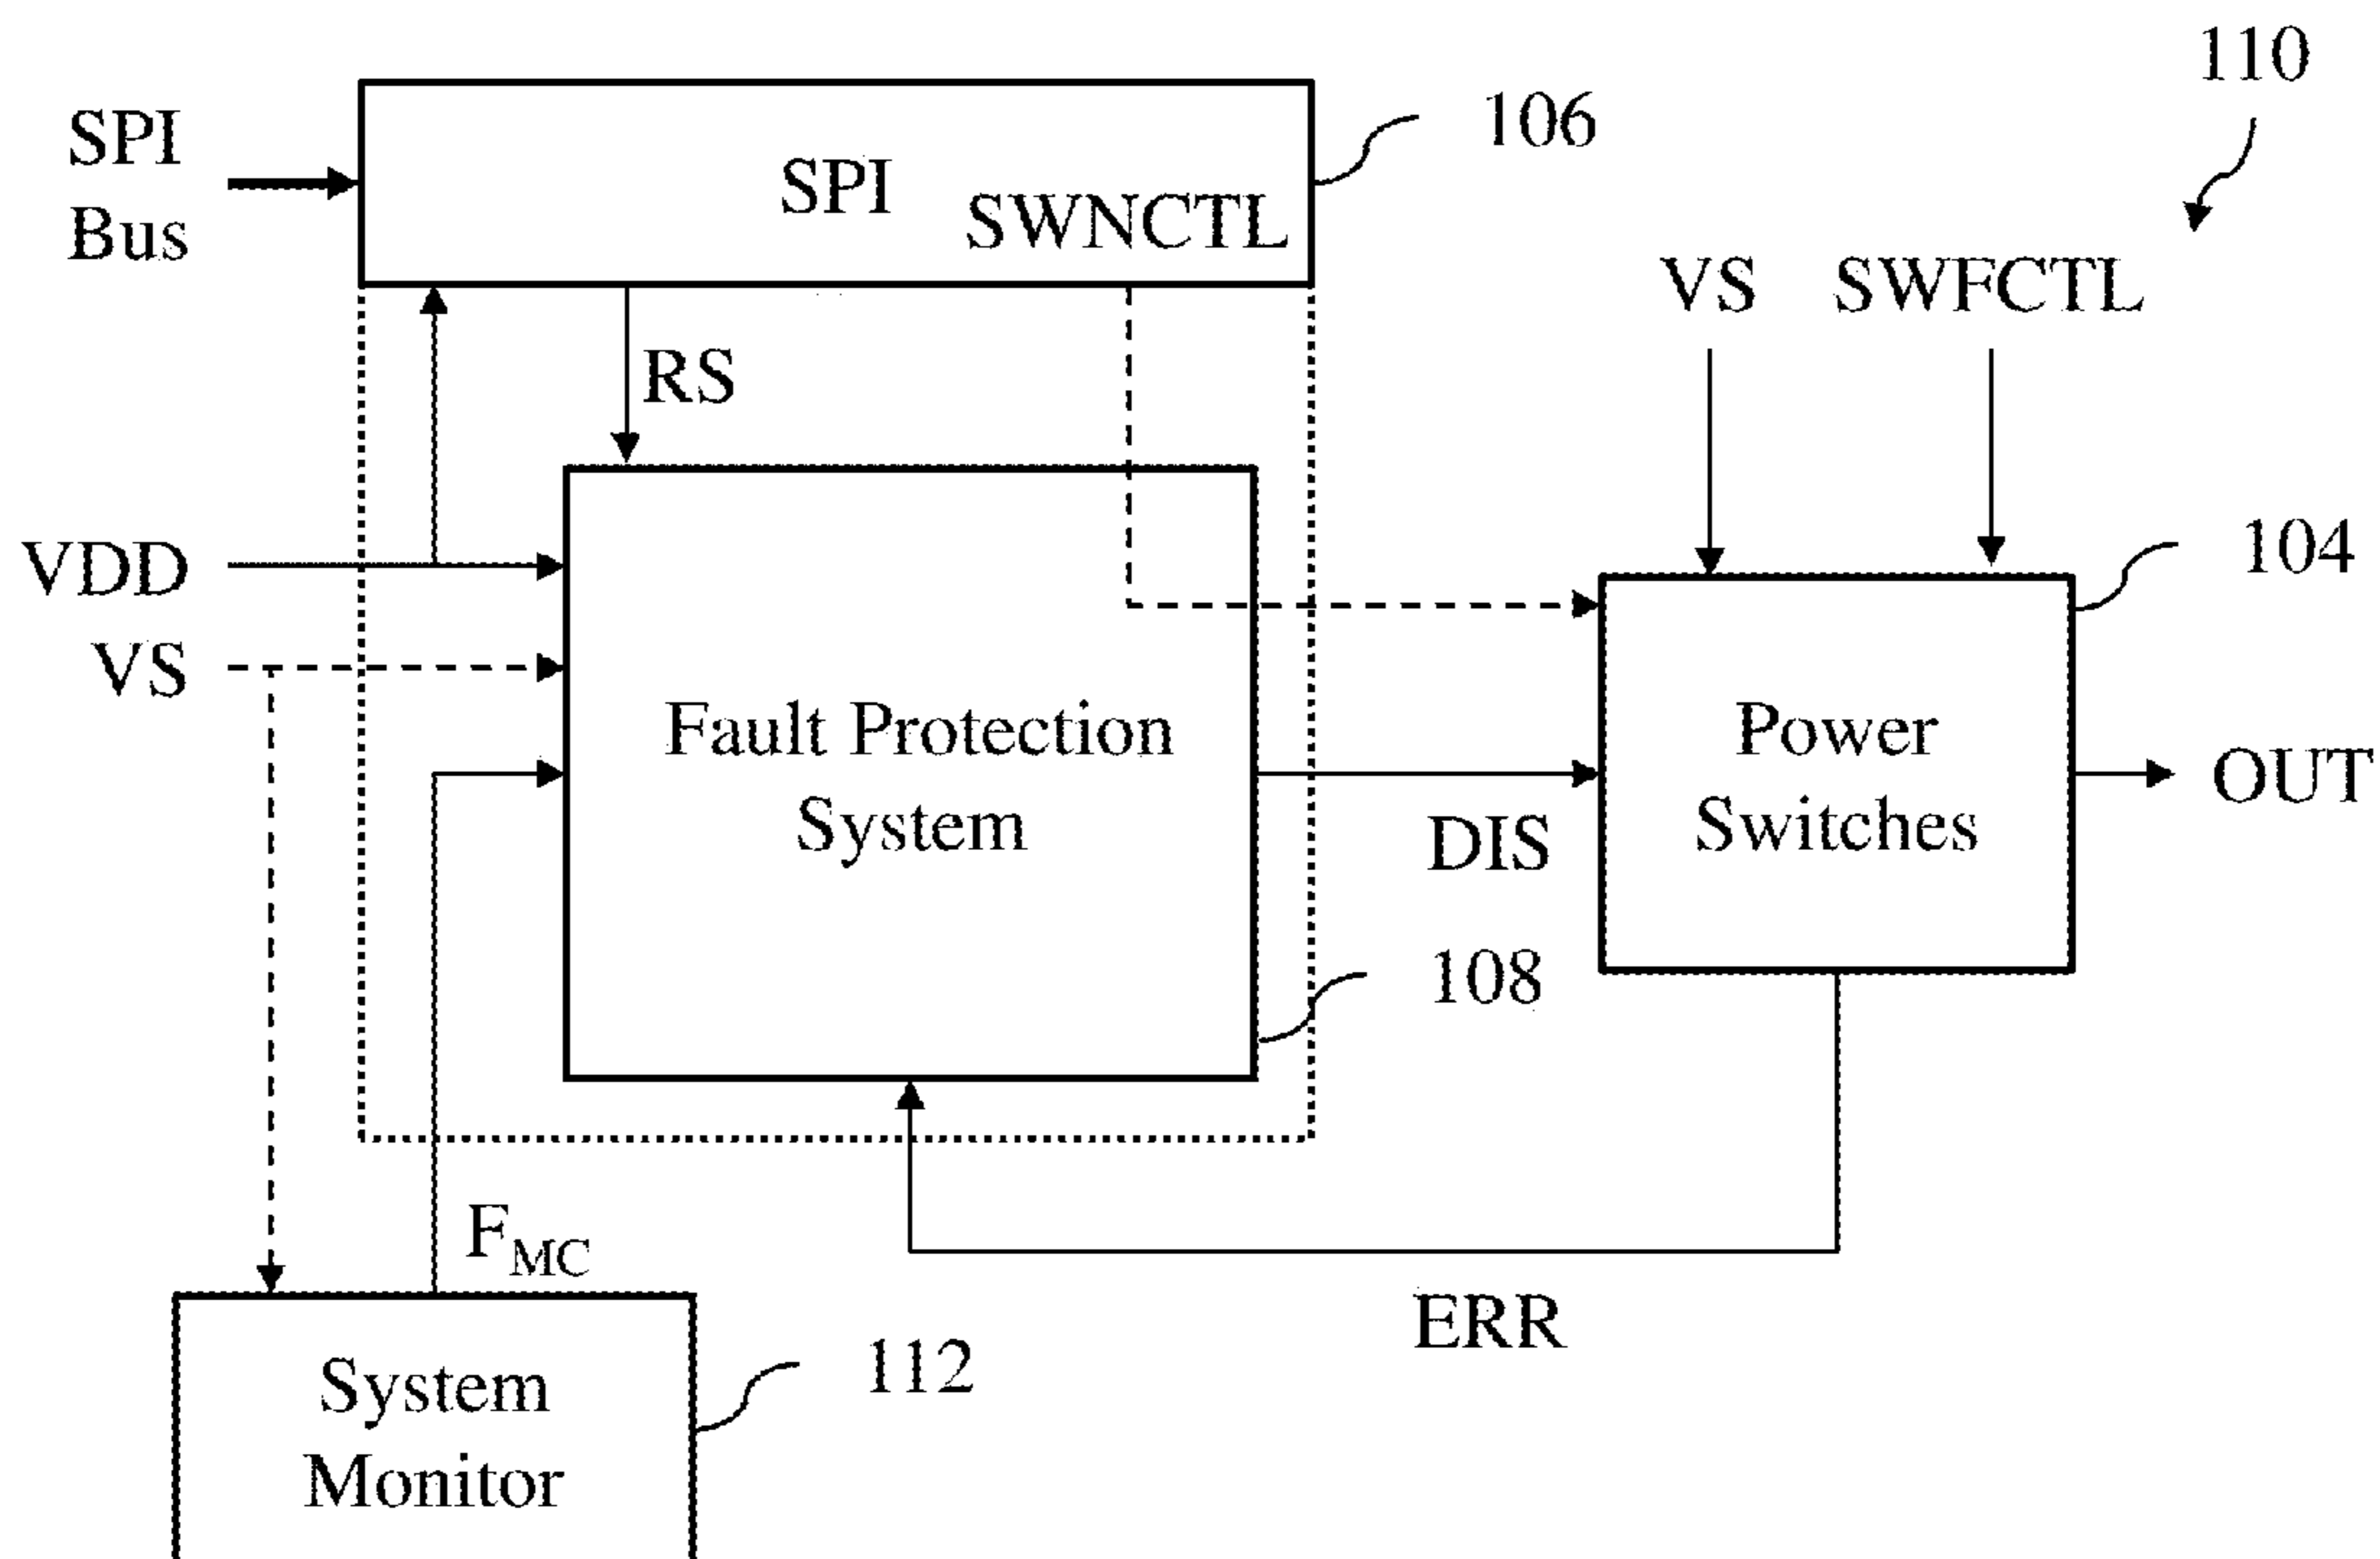 110
SPI
Bus
SPI
SWNCTL
106
RS
VS
SWFCTL
VDD
VS
104
Fault Protection
System
Power
Switches
OUT
DIS
108
FMC
ERR
System
Monitor
112